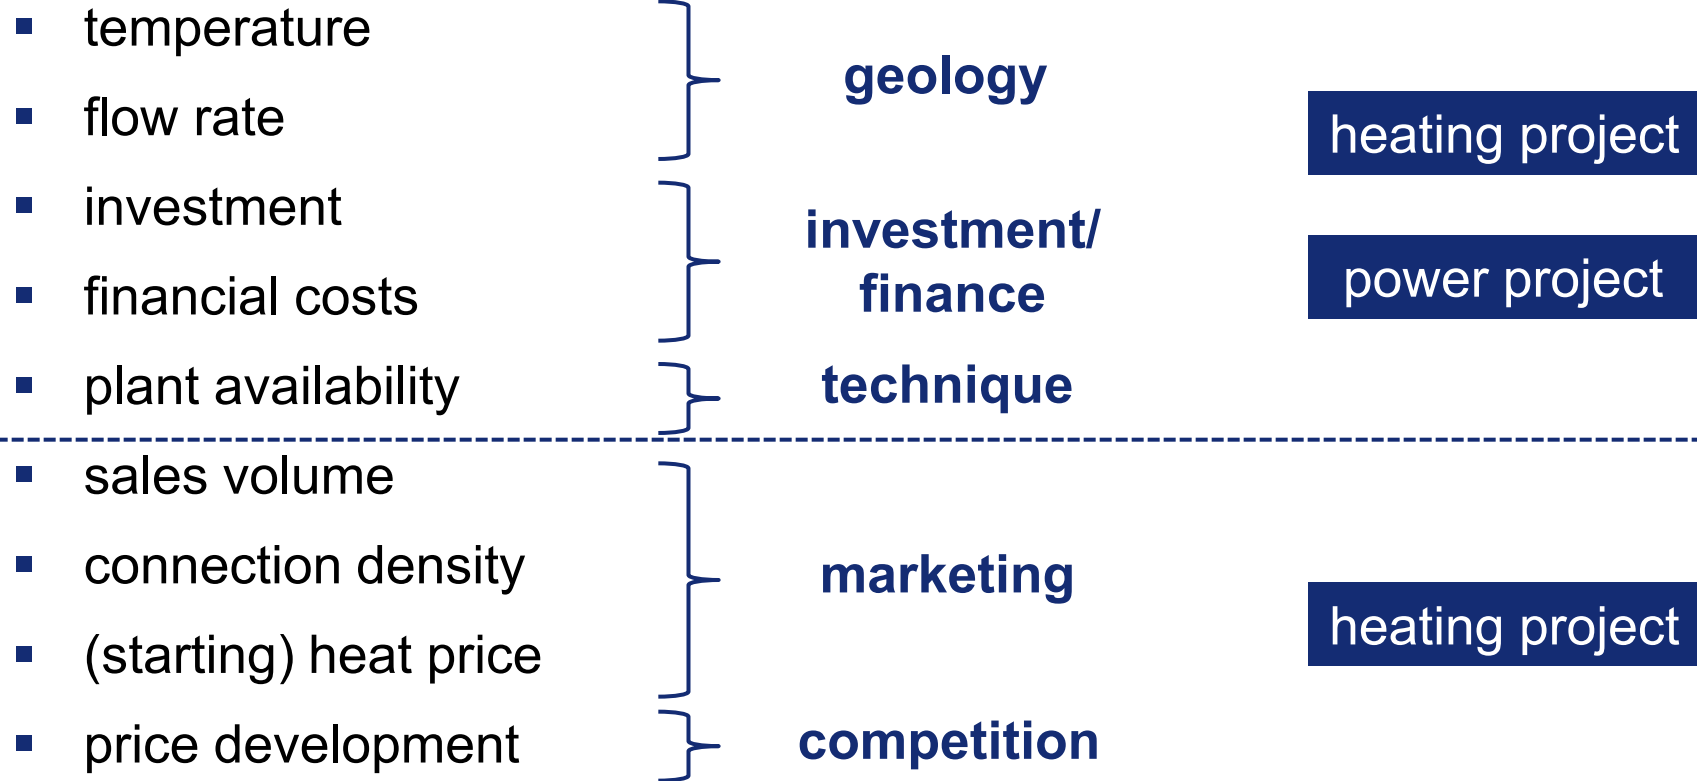 temperature
flow rate
investment
financial costs
plant availability
geology
investment/
finance
technique
heating project
power project
sales volume
connection density
(starting) heat price
price development
marketing
competition
heating project